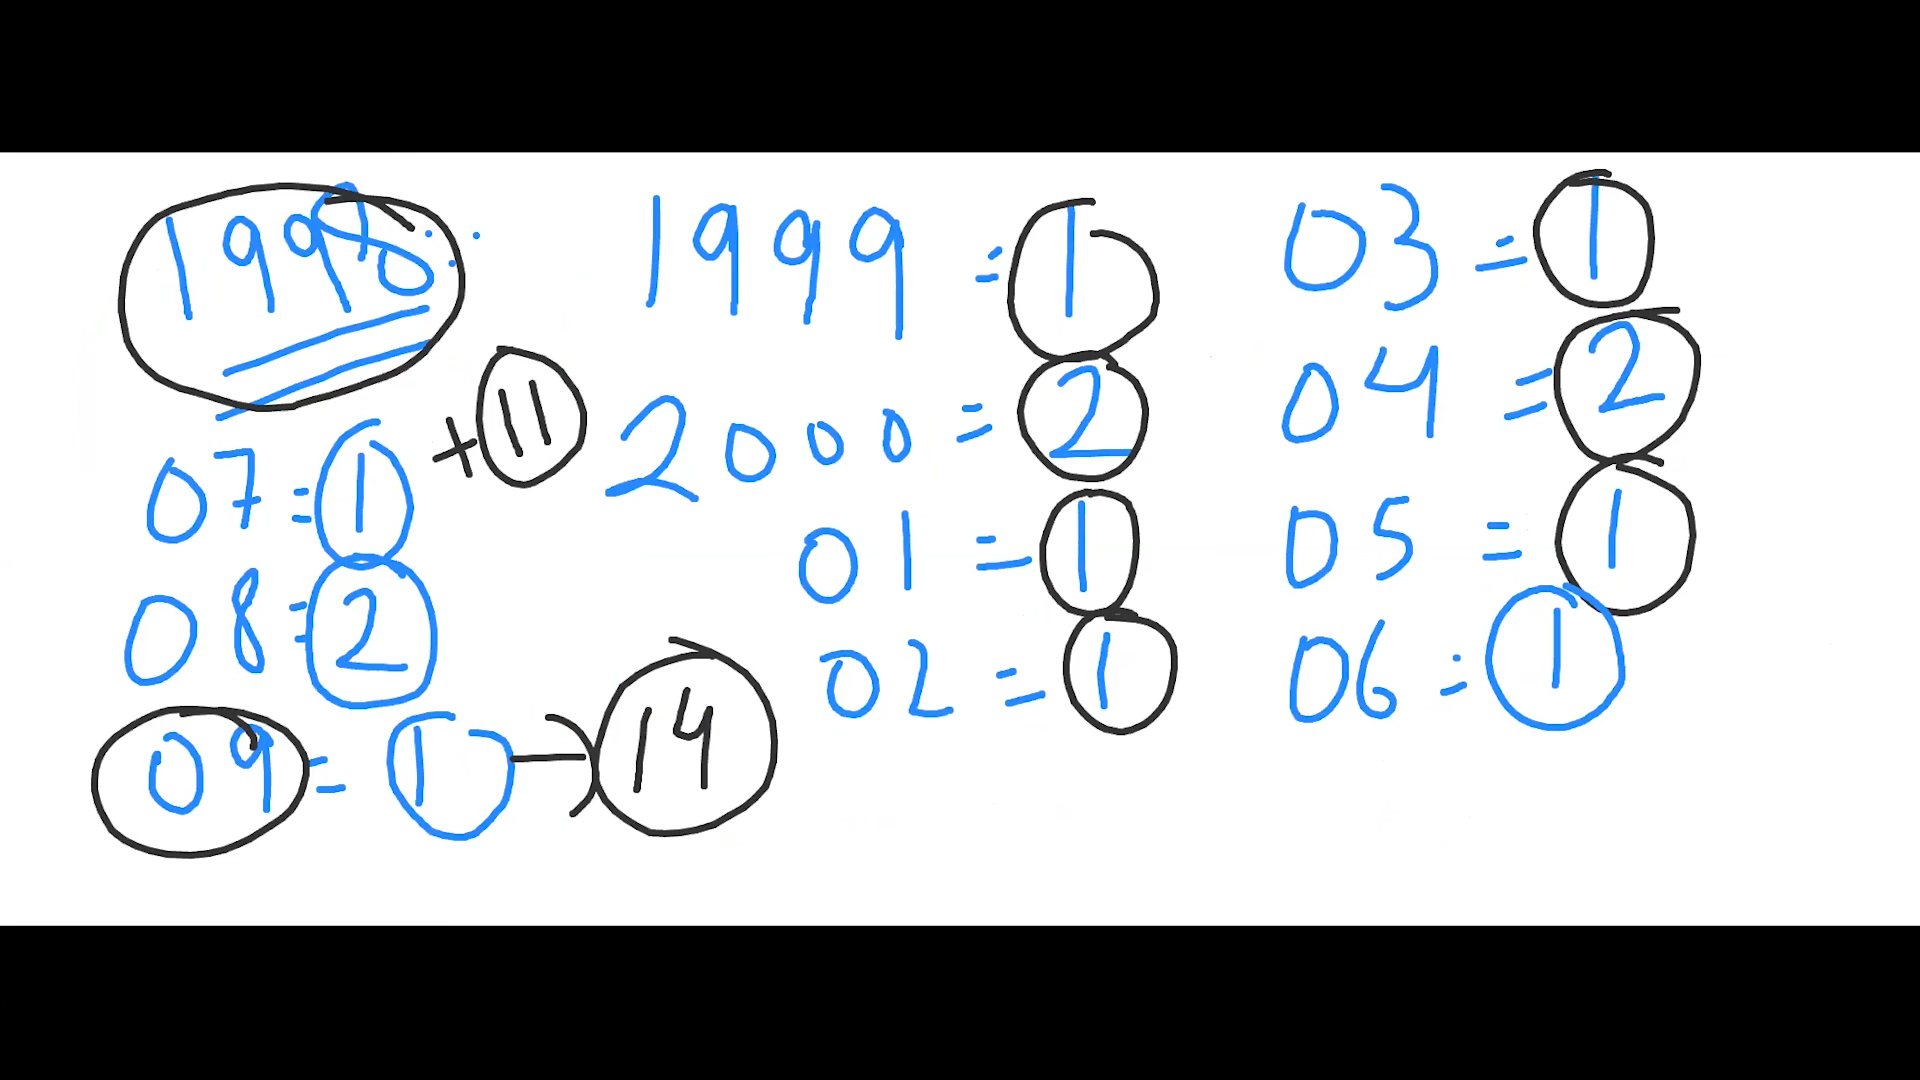 1998
07 = 1 + 11
08 = 2
09 = 1 → 14
1999 = 1
2000 = 2
01 = 1
02 = 1
03 = 1
04 = 2
05 = 1
06 = 1